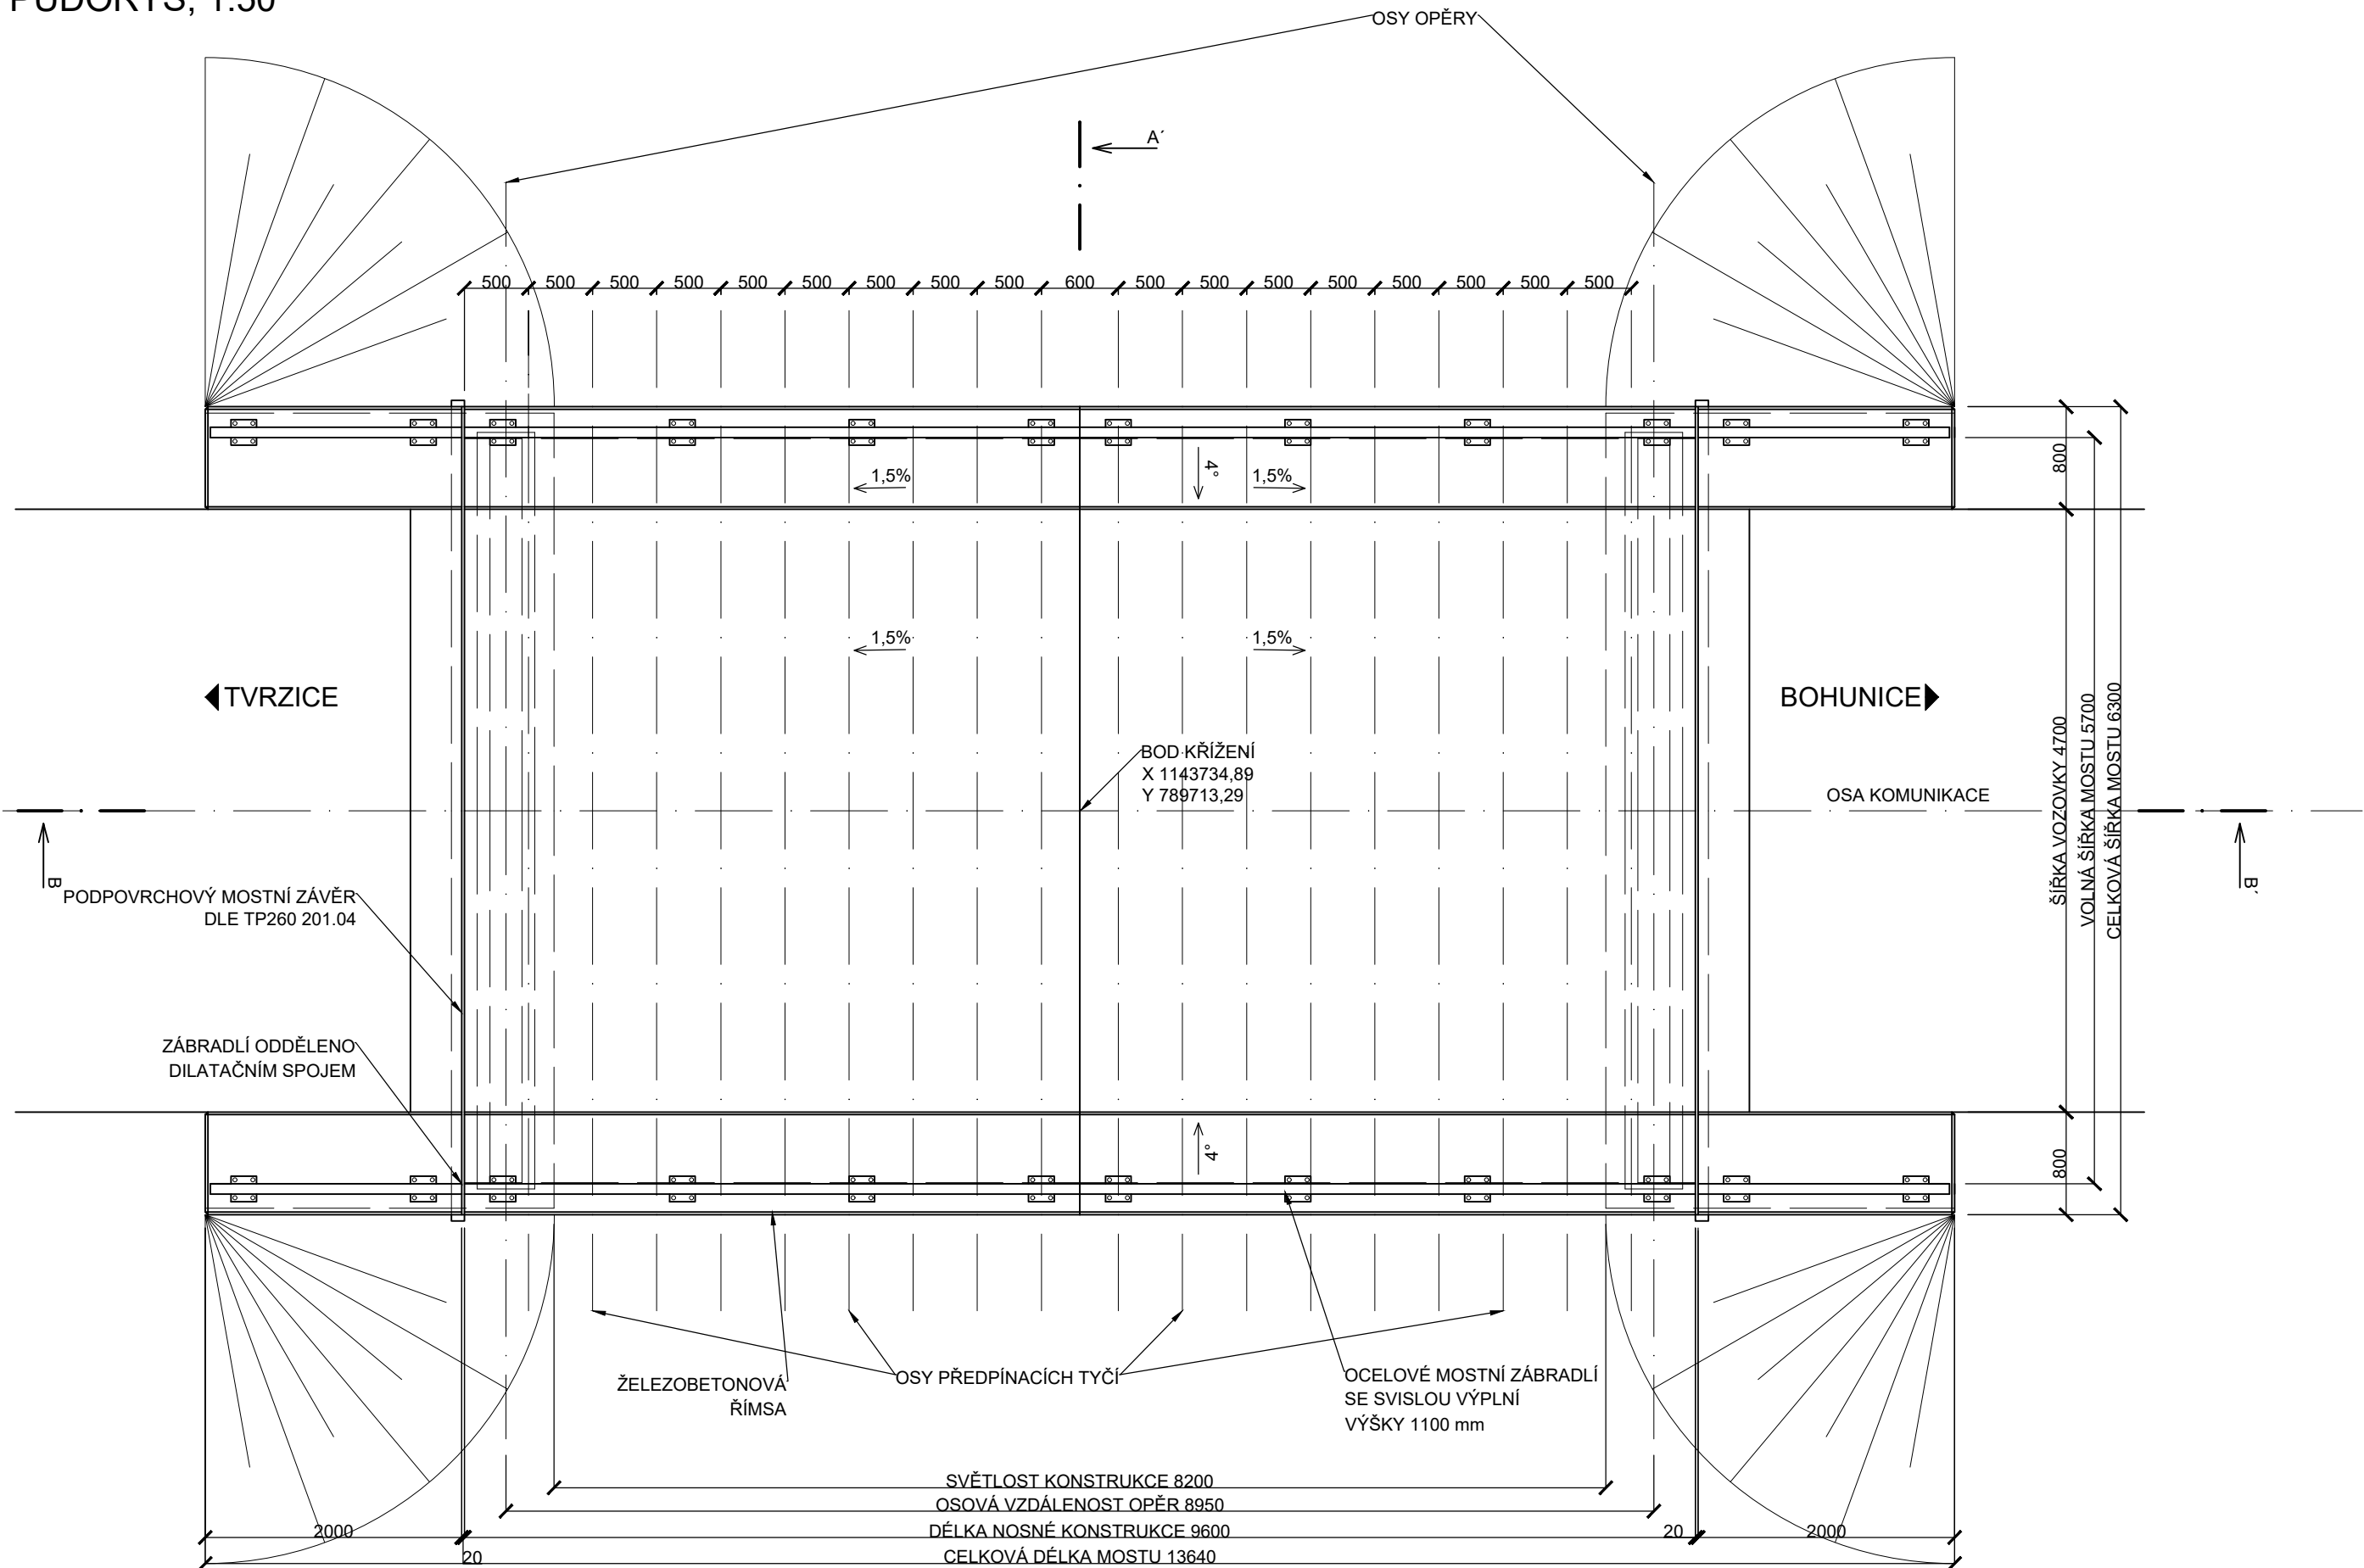 PŮDORYS, 1:50
OSY OPĚRY
A´
500 500 500 500 500 500 500 500 500 600 500 500 500 500 500 500 500 500
800
4°
1,5% 1,5%
1,5% 1,5%
TVRZICE
BOHUNICE
ŠÍŘKA VOZOVKY 4700
VOLNÁ ŠÍŘKA MOSTU 5700
CELKOVÁ ŠÍŘKA MOSTU 6300
BOD KŘÍŽENÍ
X 1143734,89
Y 789713,29
OSA KOMUNIKACE
B
B´
PODPOVRCHOVÝ MOSTNÍ ZÁVĚR
DLE TP260 201.04
ZÁBRADLÍ ODDĚLENO
DILATAČNÍM SPOJEM
4°
800
ŽELEZOBETONOVÁ
ŘÍMSA
OSY PŘEDPÍNACÍCH TYČÍ
OCELOVÉ MOSTNÍ ZÁBRADLÍ
SE SVISLOU VÝPLNÍ
VÝŠKY 1100 mm
SVĚTLOST KONSTRUKCE 8200
OSOVÁ VZDÁLENOST OPĚR 8950
2000 DÉLKA NOSNÉ KONSTRUKCE 9600 20 2000
20 CELKOVÁ DÉLKA MOSTU 13640